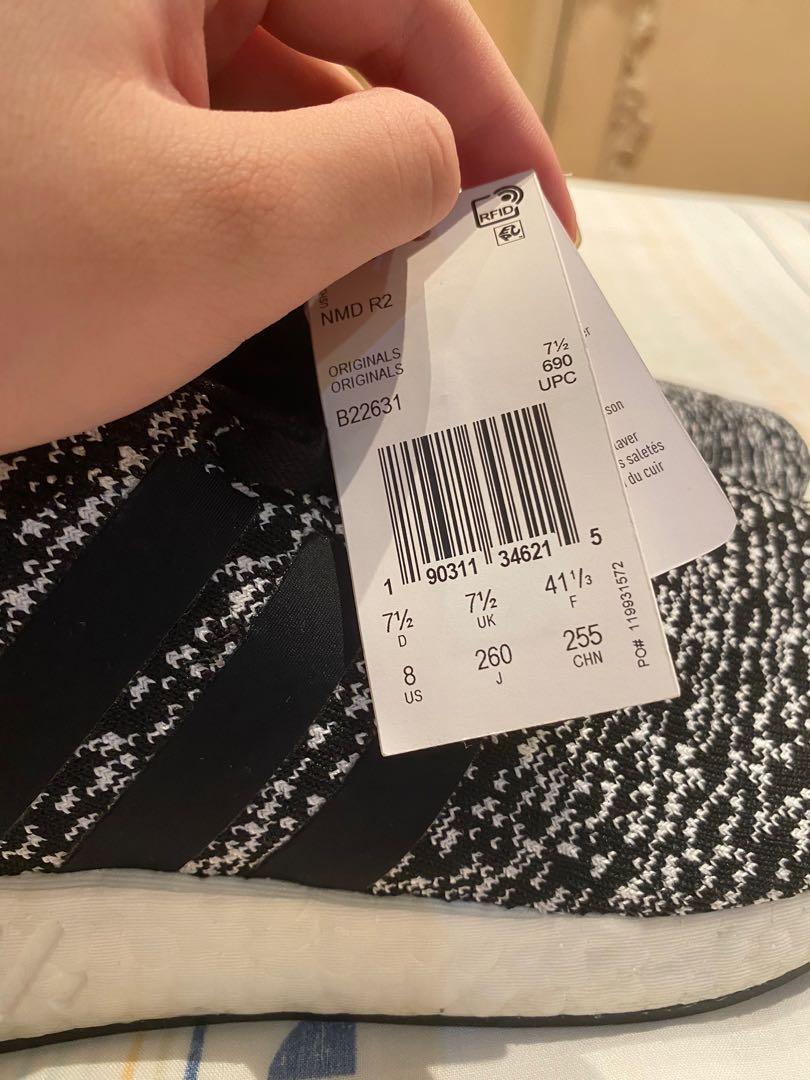 RFID
NMD R2
ORIGINALS
ORIGINALS
B22631
7½
690
UPC
1 90311 34621 5
7½ 7½ 41⅓
D UK F
8 260 255
US J CHN
PO# 119931572
son
saletés
du cuir